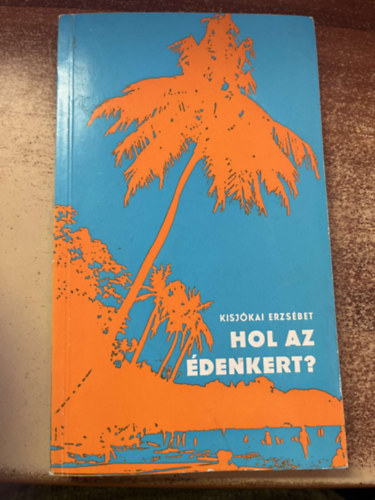 KISJÓKAI ERZSÉBET
HOL AZ
ÉDENKERT?